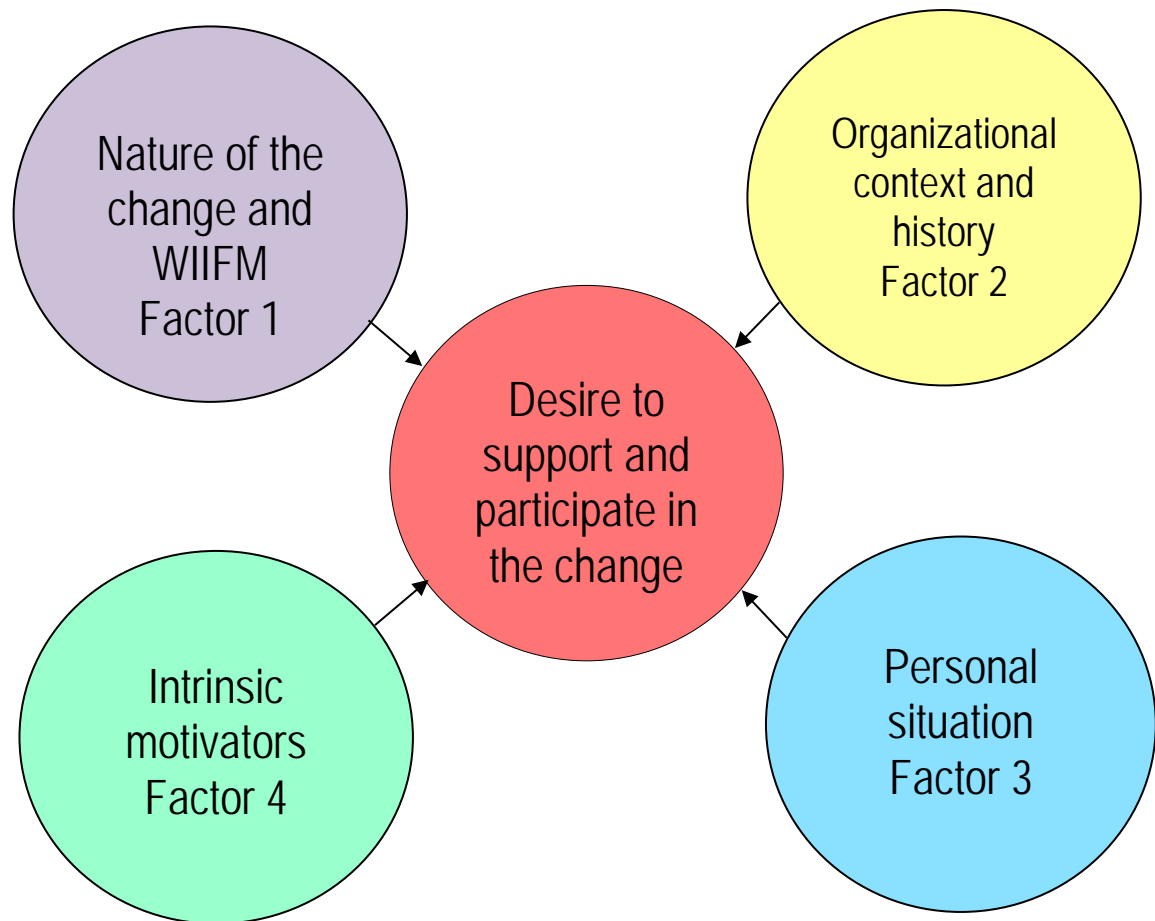 Nature of the
change and
WIIFM
Factor 1
Organizational
context and
history
Factor 2
Desire to
support and
participate in
the change
Intrinsic
motivators
Factor 4
Personal
situation
Factor 3